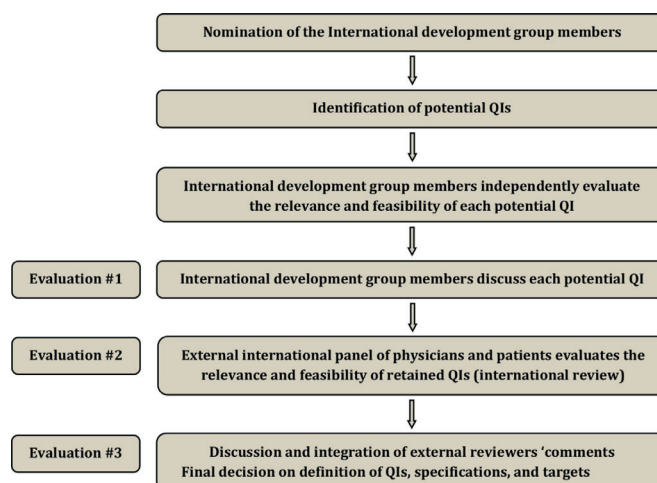 Nomination of the International development group members
Identification of potential QIs
International development group members independently evaluate
the relevance and feasibility of each potential QI
Evaluation #1
International development group members discuss each potential QI
Evaluation #2
External international panel of physicians and patients evaluates the
relevance and feasibility of retained QIs (international review)
Evaluation #3
Discussion and integration of external reviewers ‘comments
Final decision on definition of QIs, specifications, and targets